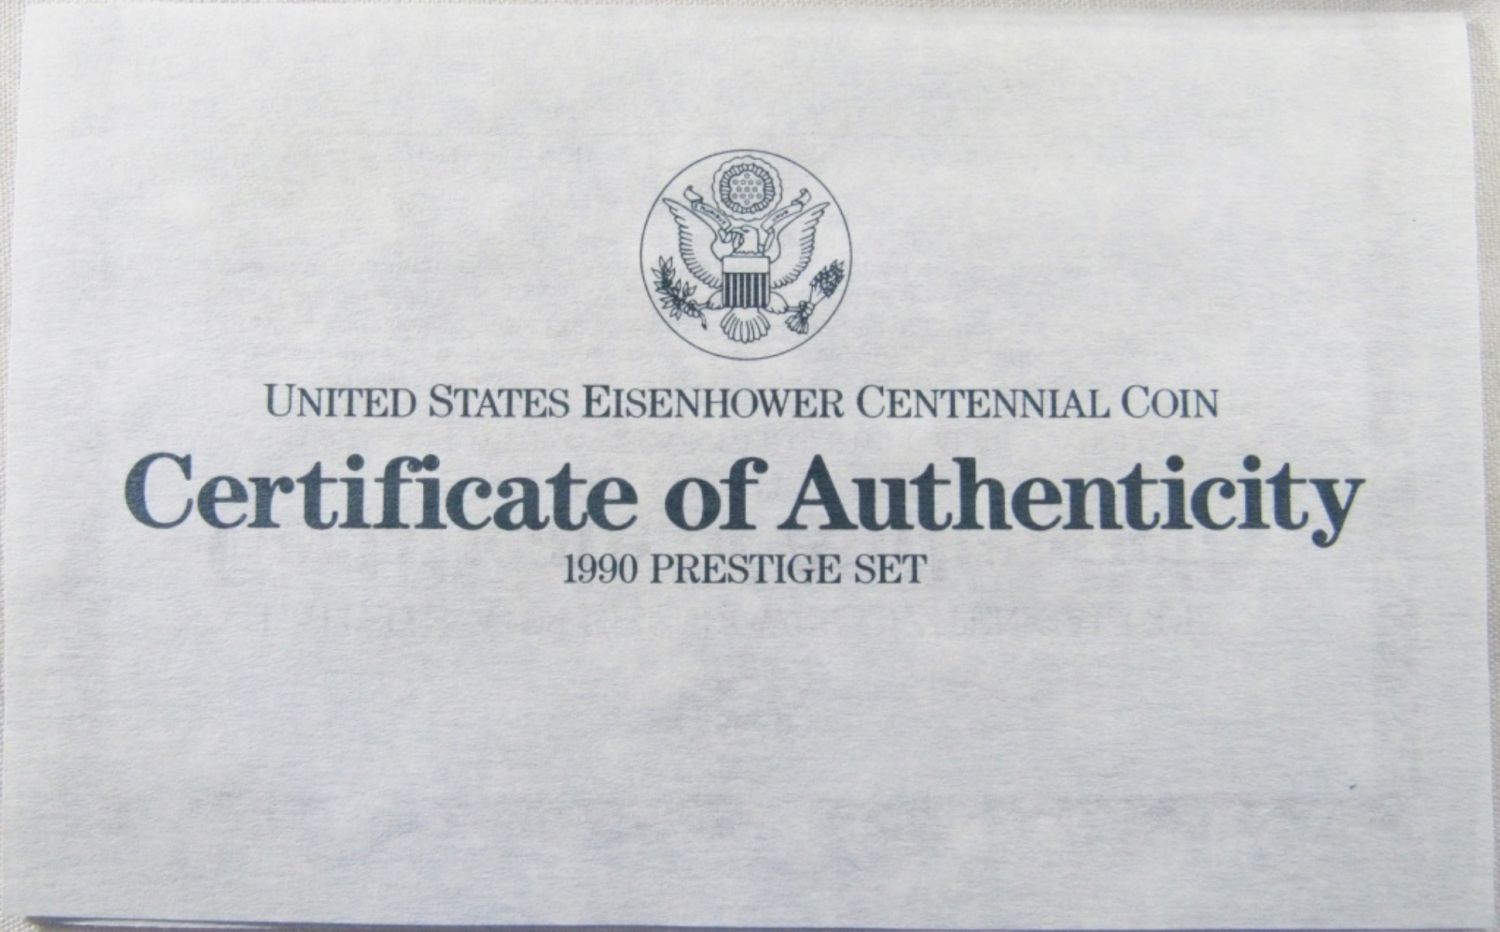 UNITED STATES EISENHOWER CENTENNIAL COIN
Certificate of Authenticity
1990 PRESTIGE SET